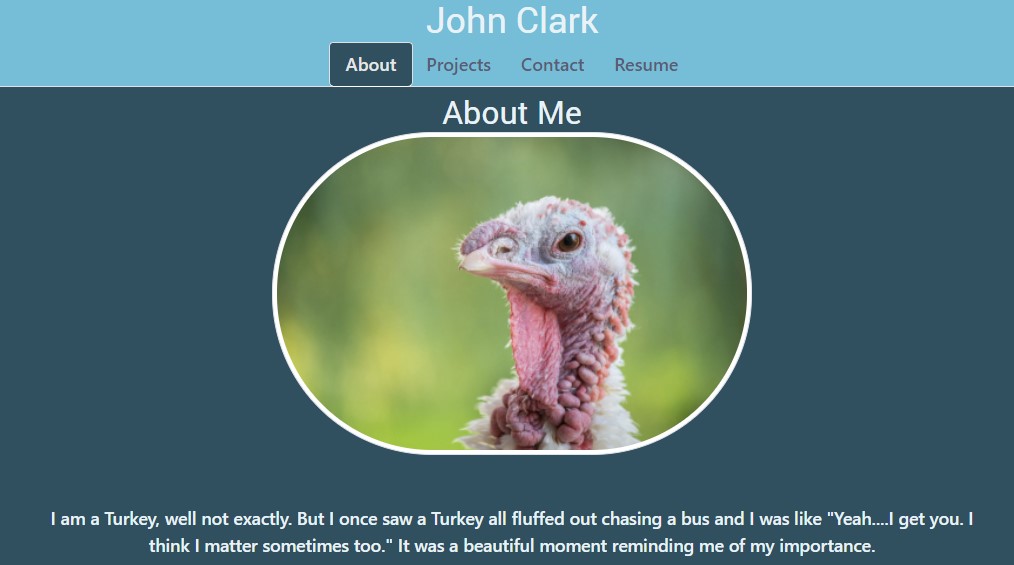 John Clark
About Projects Contact Resume
About Me
I am a Turkey, well not exactly. But I once saw a Turkey all fluffed out chasing a bus and I was like "Yeah....I get you. I
think I matter sometimes too." It was a beautiful moment reminding me of my importance.